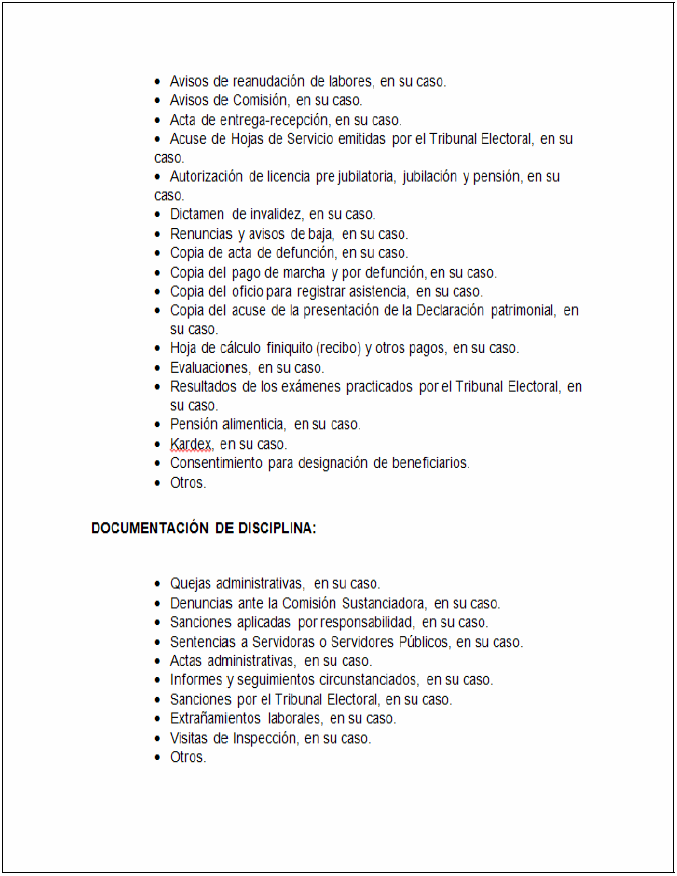 • Avisos de reanudación de labores, en su caso.
• Avisos de Comisión, en su caso.
• Acta de entrega-recepción, en su caso.
• Acuse de Hojas de Servicio emitidas por el Tribunal Electoral, en su
caso.
• Autorización de licencia prejubilatoria, jubilación y pensión, en su
caso.
• Dictamen de invalidez, en su caso.
• Renuncias y avisos de baja, en su caso.
• Copia de acta de defunción, en su caso.
• Copia del pago de marcha y por defunción, en su caso.
• Copia del oficio para registrar asistencia, en su caso.
• Copia del acuse de la presentación de la Declaración patrimonial, en
su caso.
• Hoja de cálculo finiquito (recibo) y otros pagos, en su caso.
• Evaluaciones, en su caso.
• Resultados de los exámenes practicados por el Tribunal Electoral, en
su caso.
• Pensión alimenticia, en su caso.
• Kardex, en su caso.
• Consentimiento para designación de beneficiarios.
• Otros.
DOCUMENTACIÓN DE DISCIPLINA:
• Quejas administrativas, en su caso.
• Denuncias ante la Comisión Sustanciadora, en su caso.
• Sanciones aplicadas por responsabilidad, en su caso.
• Sentencias a Servidoras o Servidores Públicos, en su caso.
• Actas administrativas, en su caso.
• Informes y seguimientos circunstanciados, en su caso.
• Sanciones por el Tribunal Electoral, en su caso.
• Extrañamientos laborales, en su caso.
• Visitas de Inspección, en su caso.
• Otros.